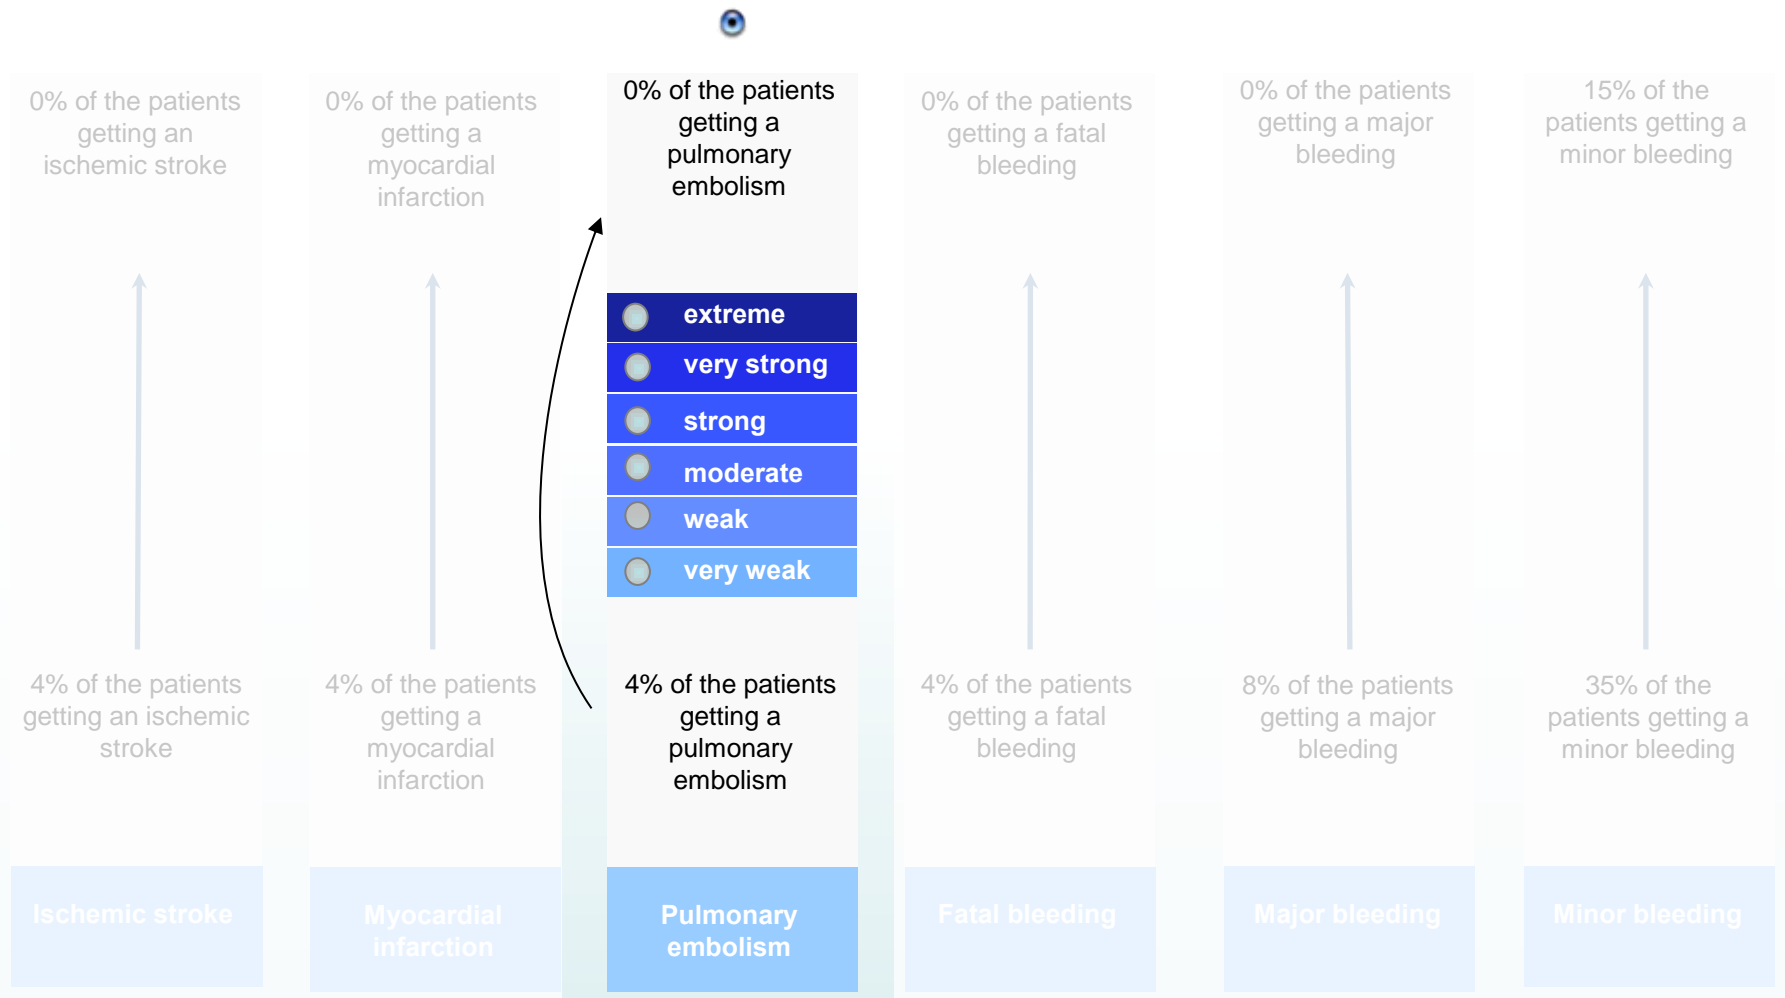 0% of the patients
getting an
ischemic stroke
4% of the patients
getting an ischemic
stroke
Ischemic stroke
0% of the patients
getting a
myocardial
infarction
4% of the patients
getting a
myocardial
infarction
Myocardial
infarction
0% of the patients
getting a
pulmonary
embolism
extreme
very strong
strong
moderate
weak
very weak
4% of the patients
getting a
pulmonary
embolism
Pulmonary
embolism
0% of the patients
getting a fatal
bleeding
4% of the patients
getting a fatal
bleeding
Fatal bleeding
0% of the patients
getting a major
bleeding
8% of the patients
getting a major
bleeding
Major bleeding
15% of the
patients getting a
minor bleeding
35% of the
patients getting a
minor bleeding
Minor bleeding